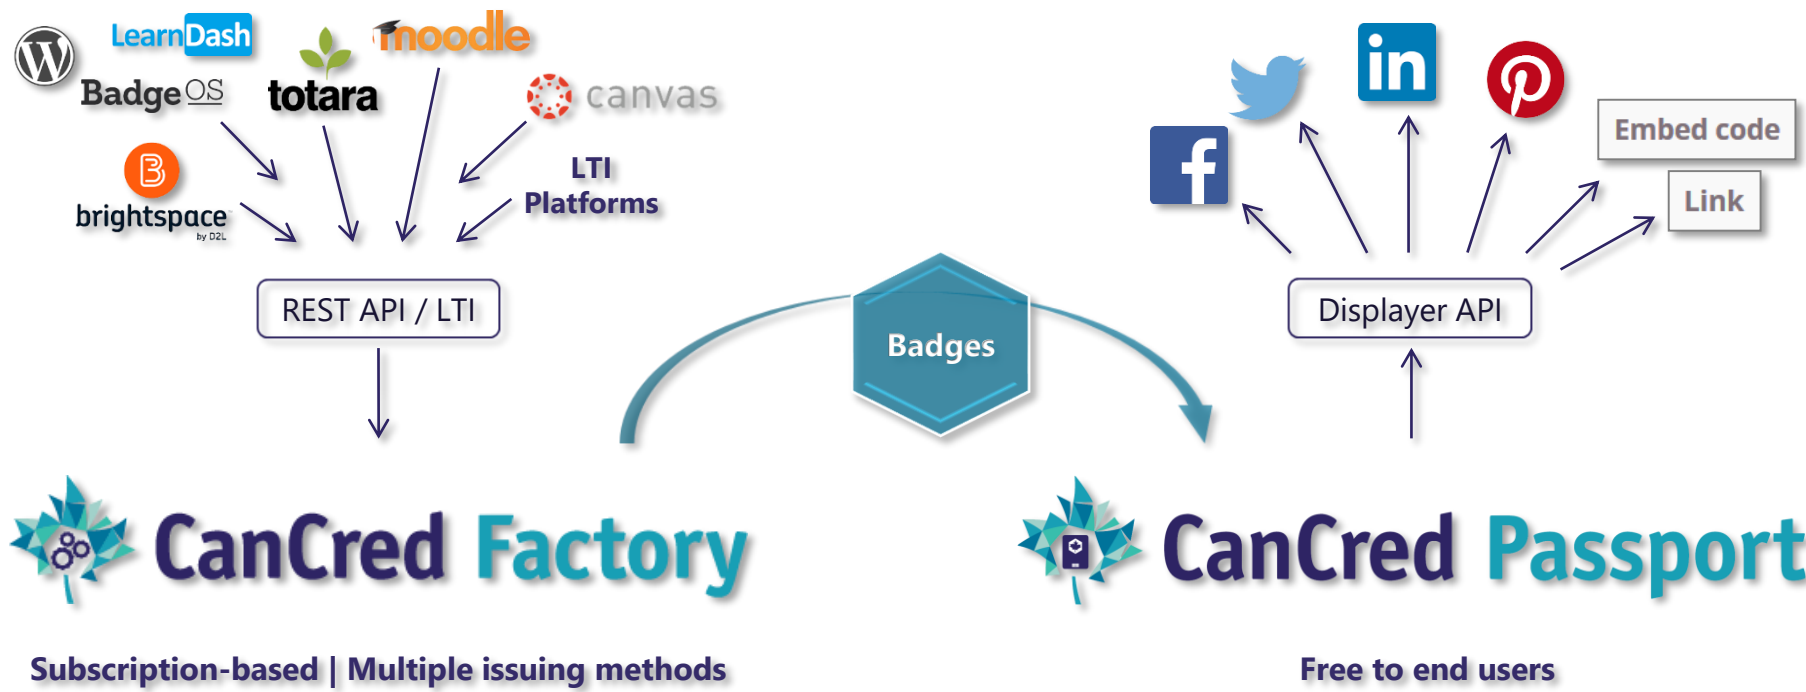 LearnDash
moodle
BadgeOS
totara
canvas
brightspace
by D2L
LTI
Platforms
REST API / LTI
Badges
in
Embed code
Link
Displayer API
CanCred Factory
CanCred Passport
Subscription-based | Multiple issuing methods
Free to end users